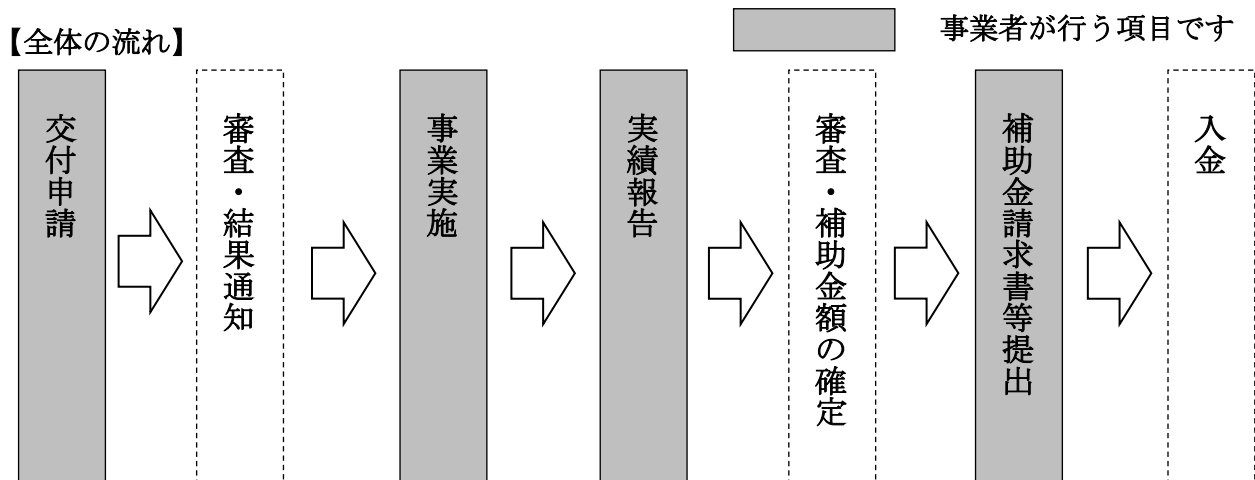 事業者が行う項目です
【全体の流れ】
交付申請
審査・結果通知
事業実施
実績報告
審査・補助金額の確定
補助金請求書等提出
入金